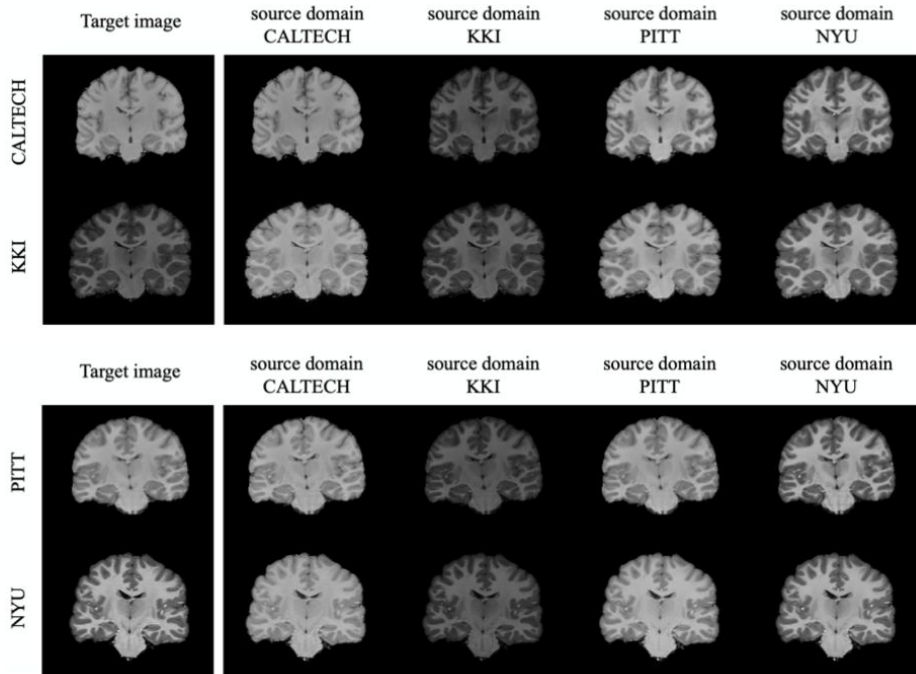 Target image
source domain
CALTECH
source domain
KKI
source domain
PITT
source domain
NYU
CALTECH
KKI
Target image
source domain
CALTECH
source domain
KKI
source domain
PITT
source domain
NYU
PITT
NYU